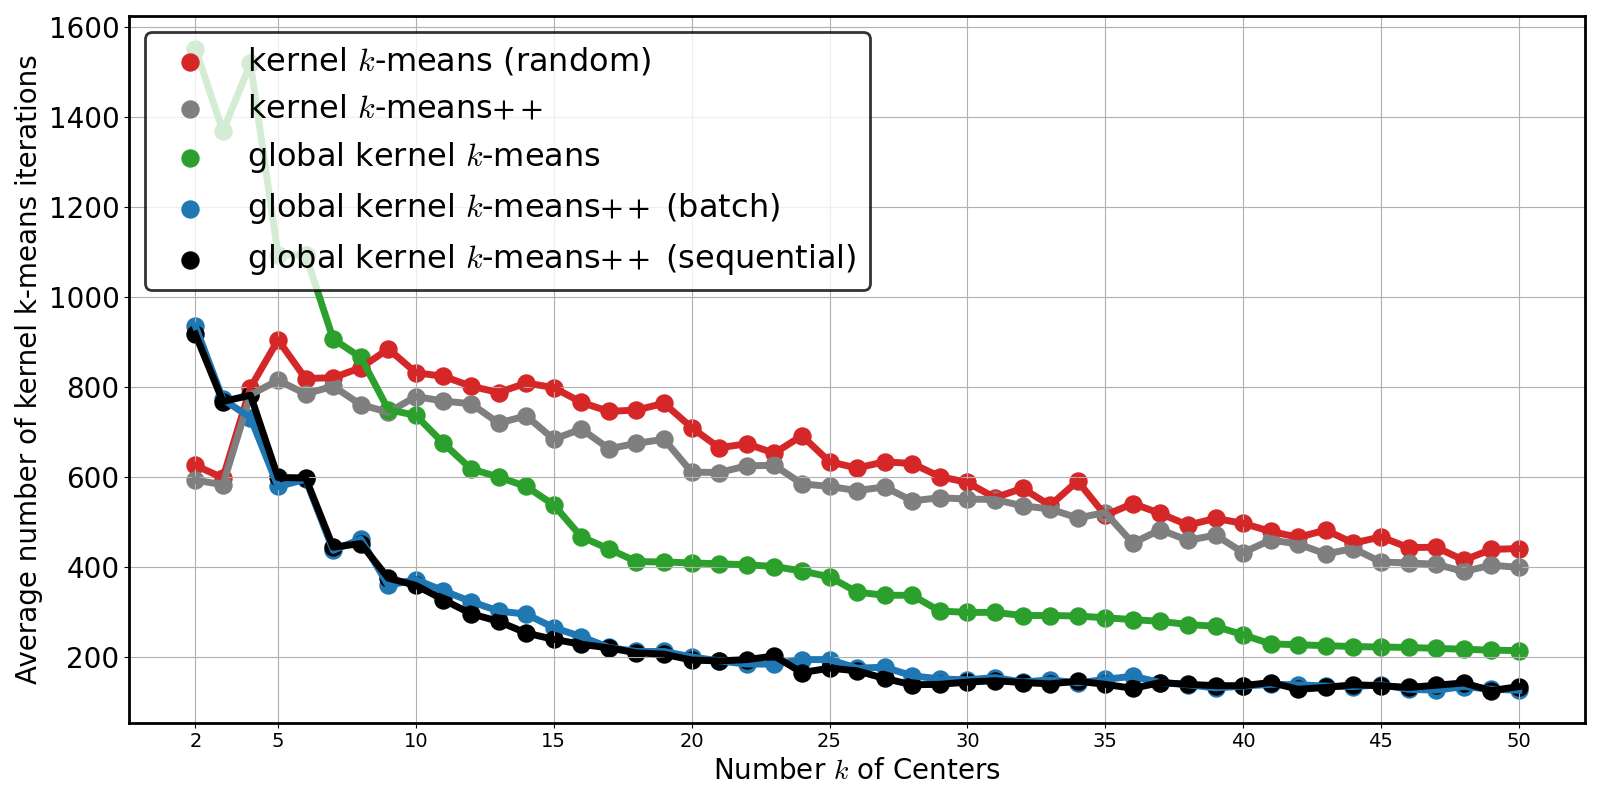 1600
1400
1200
1000
800
600
400
200
Average number of kernel k-means iterations
kernel k-means (random)
kernel k-means++
global kernel k-means
global kernel k-means++ (batch)
global kernel k-means++ (sequential)
2 5 10 15 20 25 30 35 40 45 50
Number k of Centers